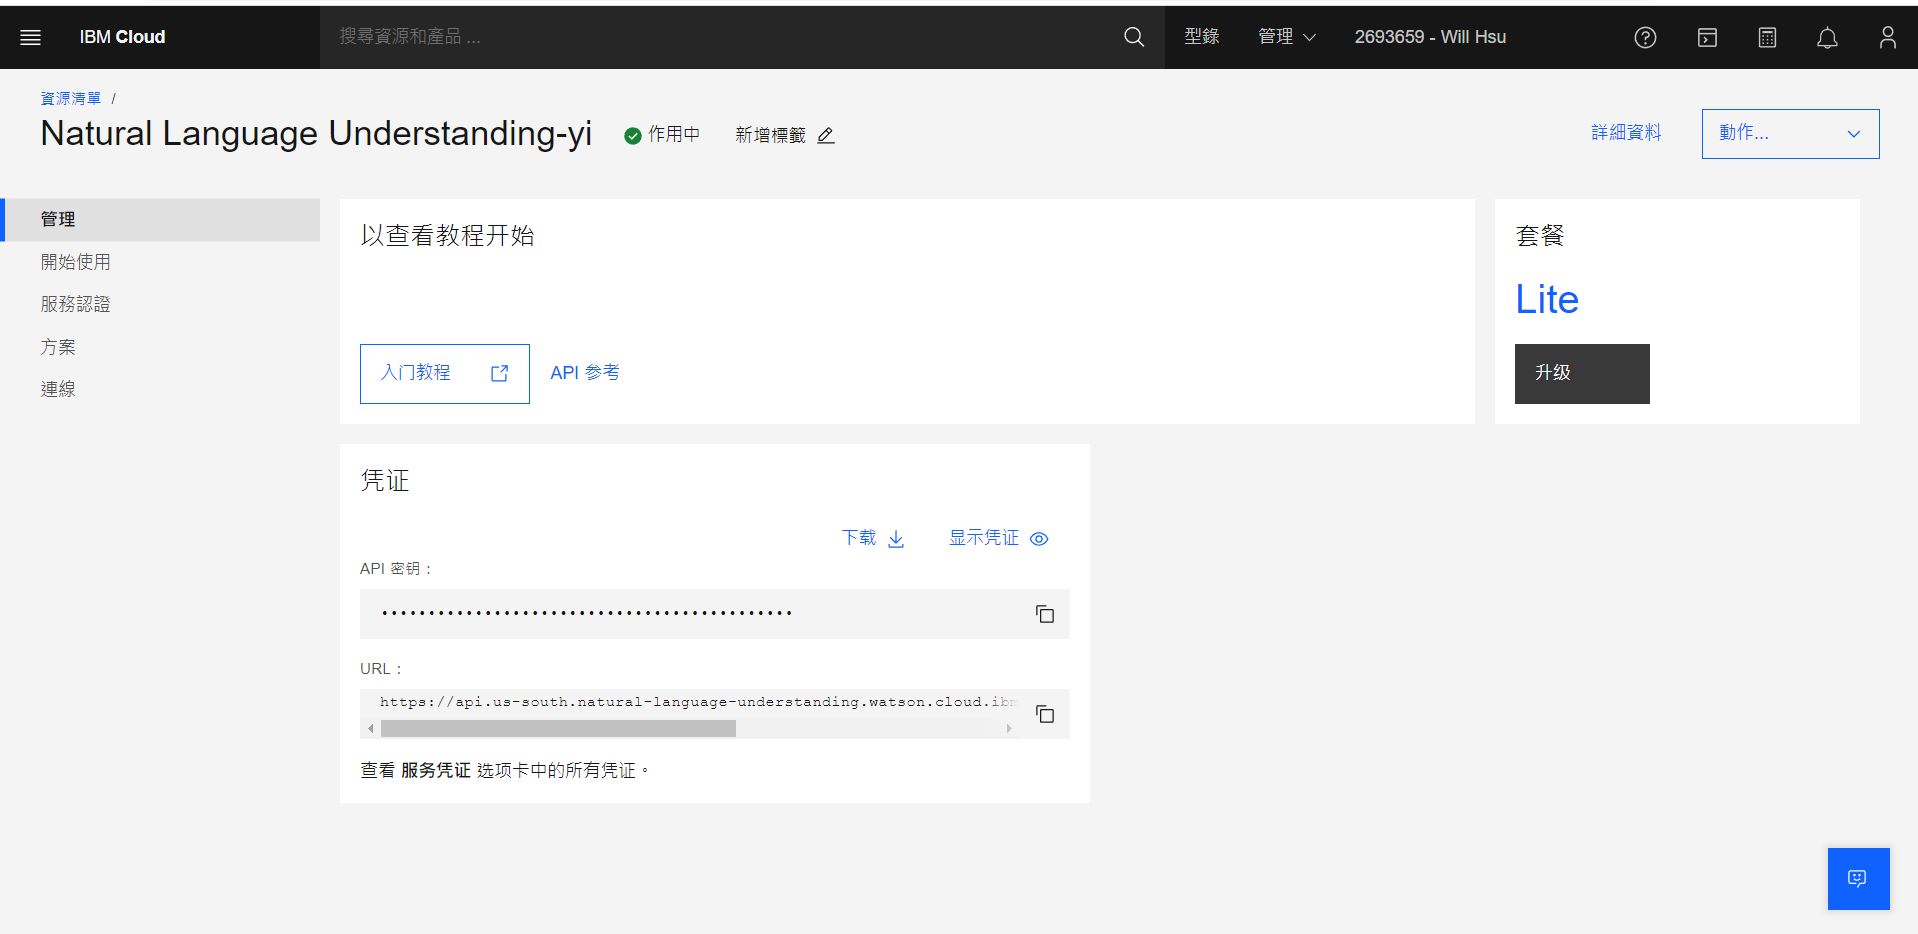 IBM Cloud
搜尋資源和產品 ...
型錄
管理
2693659 - Will Hsu
資源清單 /
Natural Language Understanding-yi
作用中
新增標籤
詳細資料
動作...
管理
開始使用
服務認證
方案
連線
以查看教程开始
入门教程
API 参考
套餐
Lite
升级
凭证
下载
显示凭证
API 密钥：
••••••••••••••••••••••••••••••••••••••••••••
URL：
https://api.us-south.natural-language-understanding.watson.cloud.ibm
查看 服务凭证 选项卡中的所有凭证。